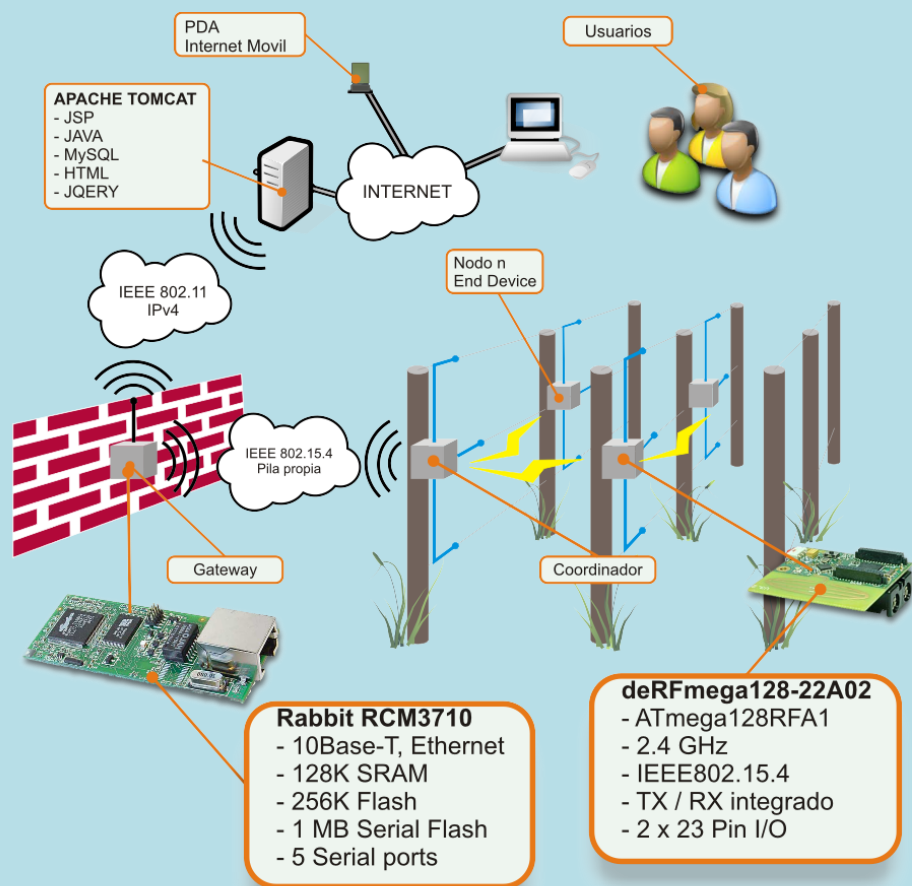 PDA
Internet Movil
Usuarios
APACHE TOMCAT
- JSP
- JAVA
- MySQL
- HTML
- JQERY
INTERNET
Nodo n
End Device
IEEE 802.11
IPv4
IEEE 802.15.4
Pila propia
Gateway
Coordinador
Rabbit RCM3710
- 10Base-T, Ethernet
- 128K SRAM
- 256K Flash
- 1 MB Serial Flash
- 5 Serial ports
deRFmega128-22A02
- ATmega128RFA1
- 2.4 GHz
- IEEE802.15.4
- TX / RX integrado
- 2 x 23 Pin I/O